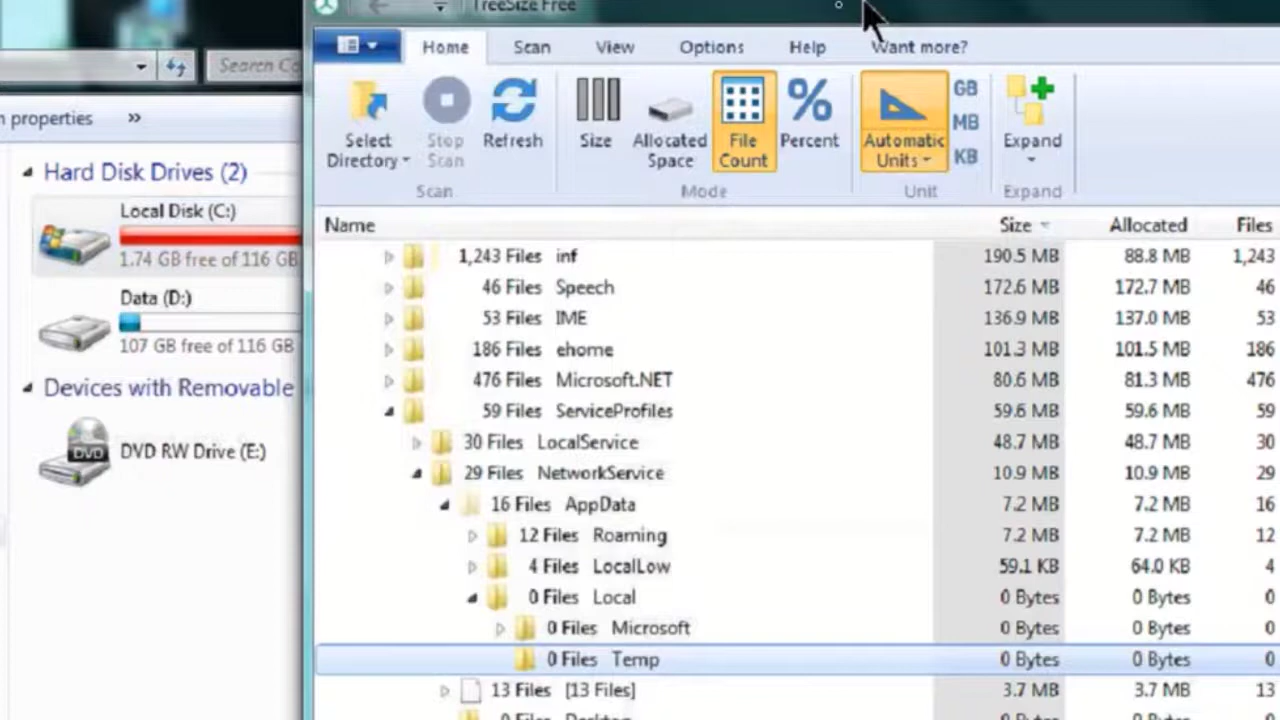 TreeSize Free
Search Co
Home Scan View Options Help Want more?
Select Directory
Stop Scan
Refresh
Size
Allocated Space
File Count
Percent
Automatic Units
GB
MB
KB
Expand
Scan Mode Unit Expand
properties »
Hard Disk Drives (2)
Local Disk (C:)
1.74 GB free of 116 GB
Data (D:)
107 GB free of 116 GB
Devices with Removable
DVD
DVD RW Drive (E:)
Name Size Allocated Files
1,243 Files inf 190.5 MB 88.8 MB 1,243
46 Files Speech 172.6 MB 172.7 MB 46
53 Files IME 136.9 MB 137.0 MB 53
186 Files ehome 101.3 MB 101.5 MB 186
476 Files Microsoft.NET 80.6 MB 81.3 MB 476
59 Files ServiceProfiles 59.6 MB 59.6 MB 59
30 Files LocalService 48.7 MB 48.7 MB 30
29 Files NetworkService 10.9 MB 10.9 MB 29
16 Files AppData 7.2 MB 7.2 MB 16
12 Files Roaming 7.2 MB 7.2 MB 12
4 Files LocalLow 59.1 KB 64.0 KB 4
0 Files Local 0 Bytes 0 Bytes 0
0 Files Microsoft 0 Bytes 0 Bytes 0
0 Files Temp 0 Bytes 0 Bytes 0
13 Files [13 Files] 3.7 MB 3.7 MB 13